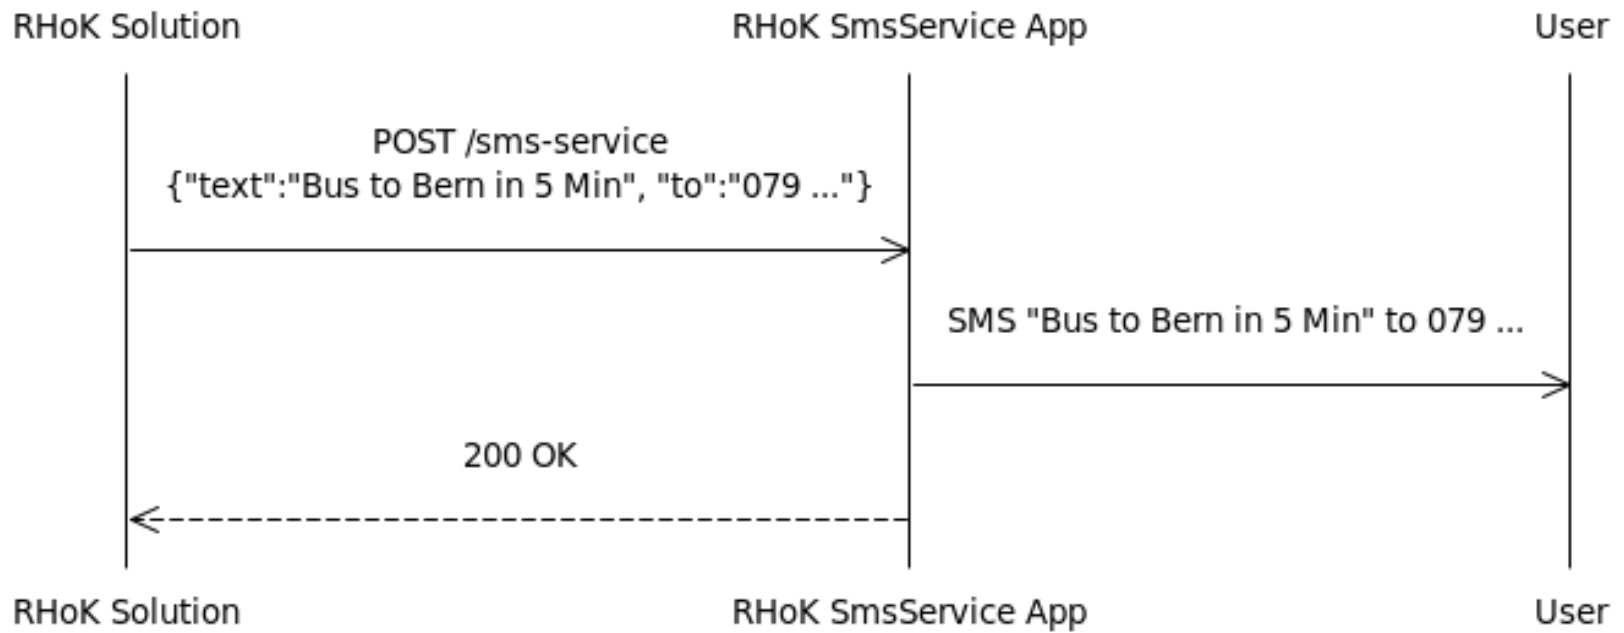 RHoK Solution
RHoK SmsService App
User
POST /sms-service
{"text":"Bus to Bern in 5 Min", "to":"079 ..."}
SMS "Bus to Bern in 5 Min" to 079 ...
200 OK
RHoK Solution
RHoK SmsService App
User